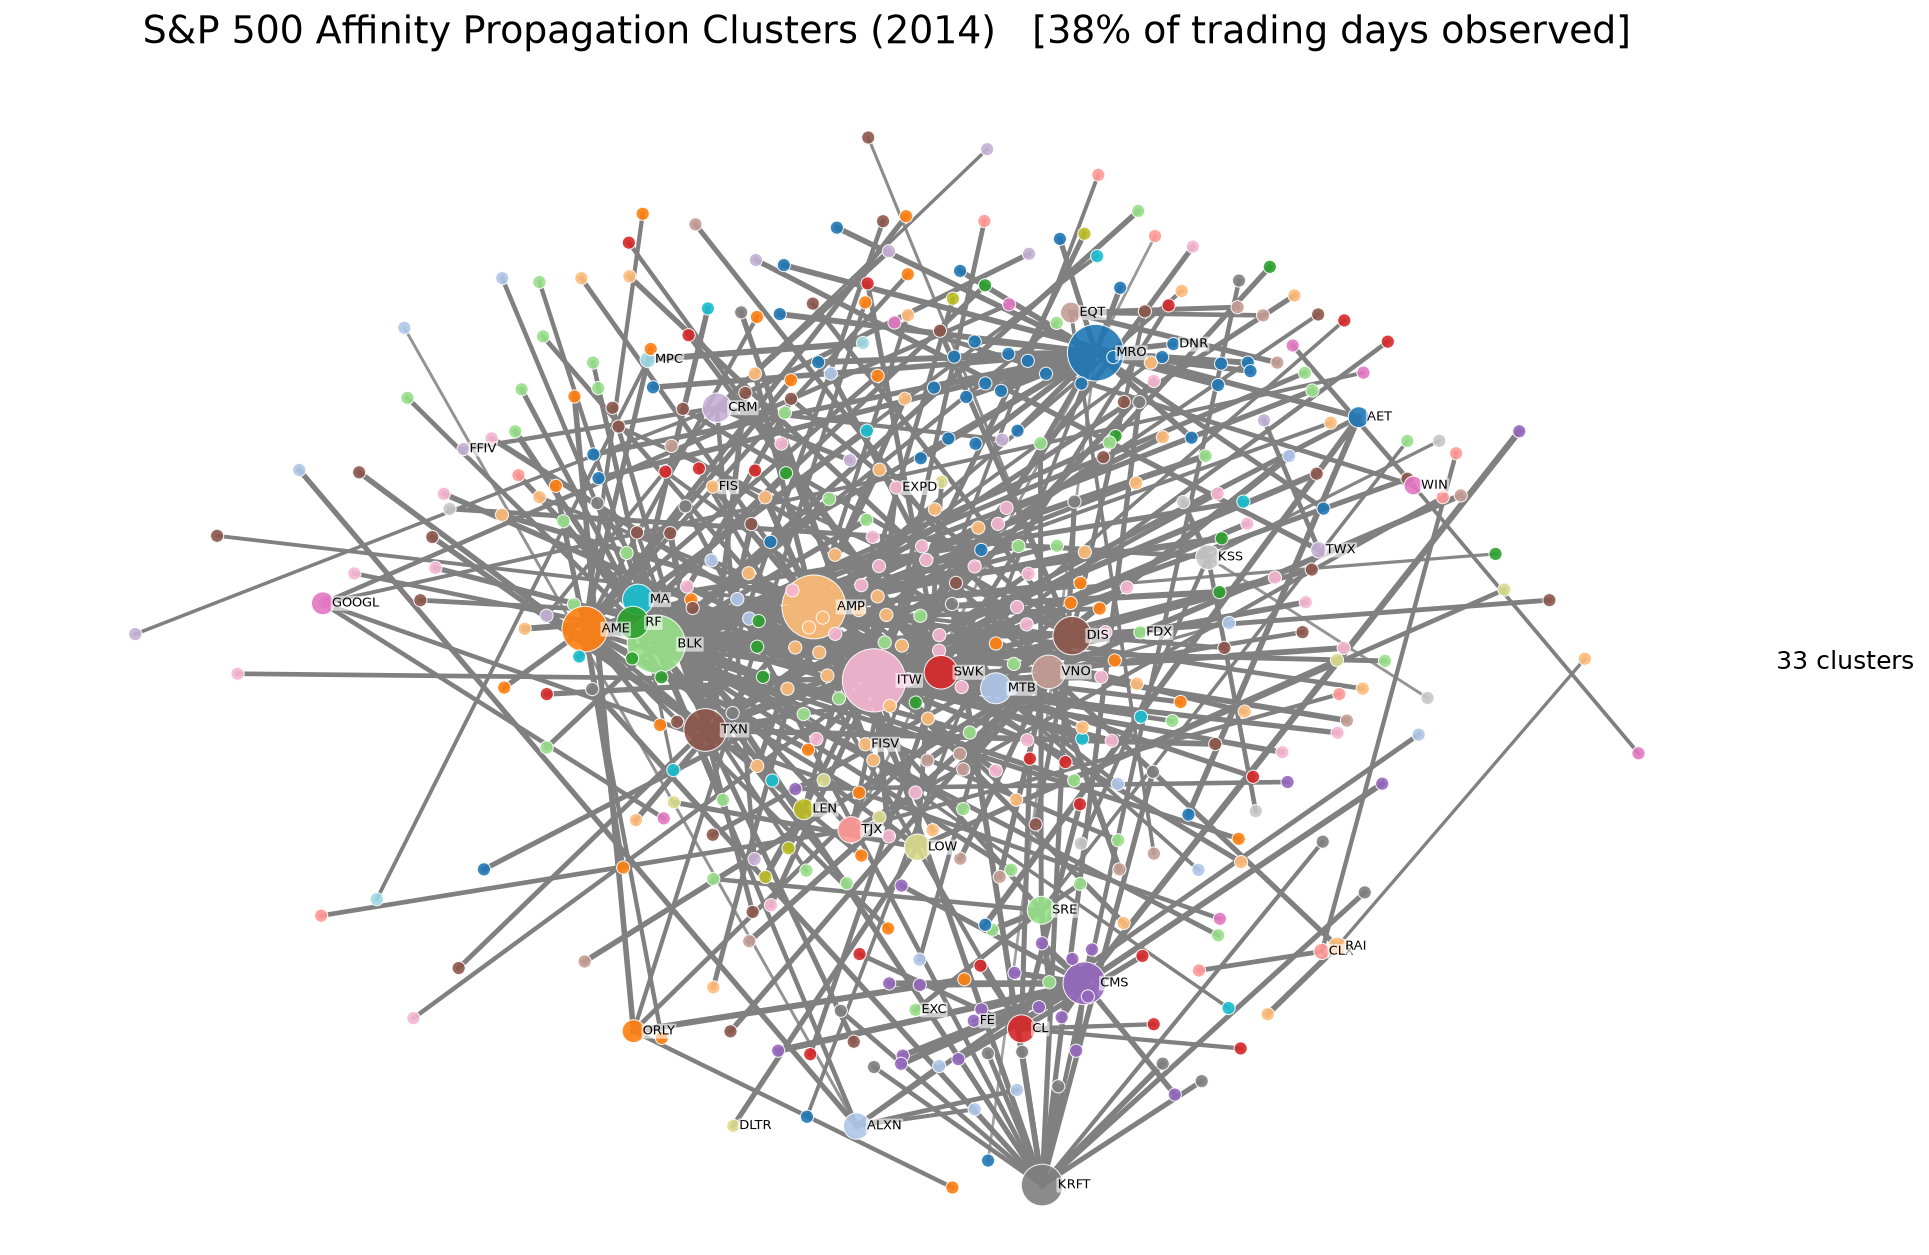 S&P 500 Affinity Propagation Clusters (2014)   [38% of trading days observed]
EQT
MRO
DNR
MPC
CRM
AET
FFIV
FIS
EXPD
WIN
TWX
KSS
MA
GOOGL
AMP
RF
AME
BLK
DIS
FDX
33 clusters
SWK
VNO
ITW
MTB
TXN
FISV
LEN
TJX
LOW
SRE
RAI
CLX
CMS
EXC
FE
CL
ORLY
DLTR
ALXN
KRFT